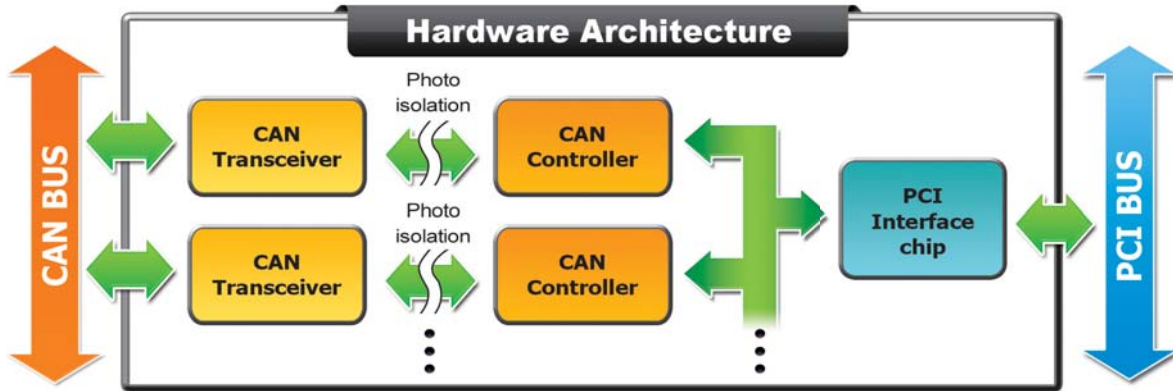 Hardware Architecture
CAN BUS
Photo
isolation
CAN
Transceiver
CAN
Controller
Photo
isolation
CAN
Transceiver
CAN
Controller
PCI
Interface
chip
PCI BUS